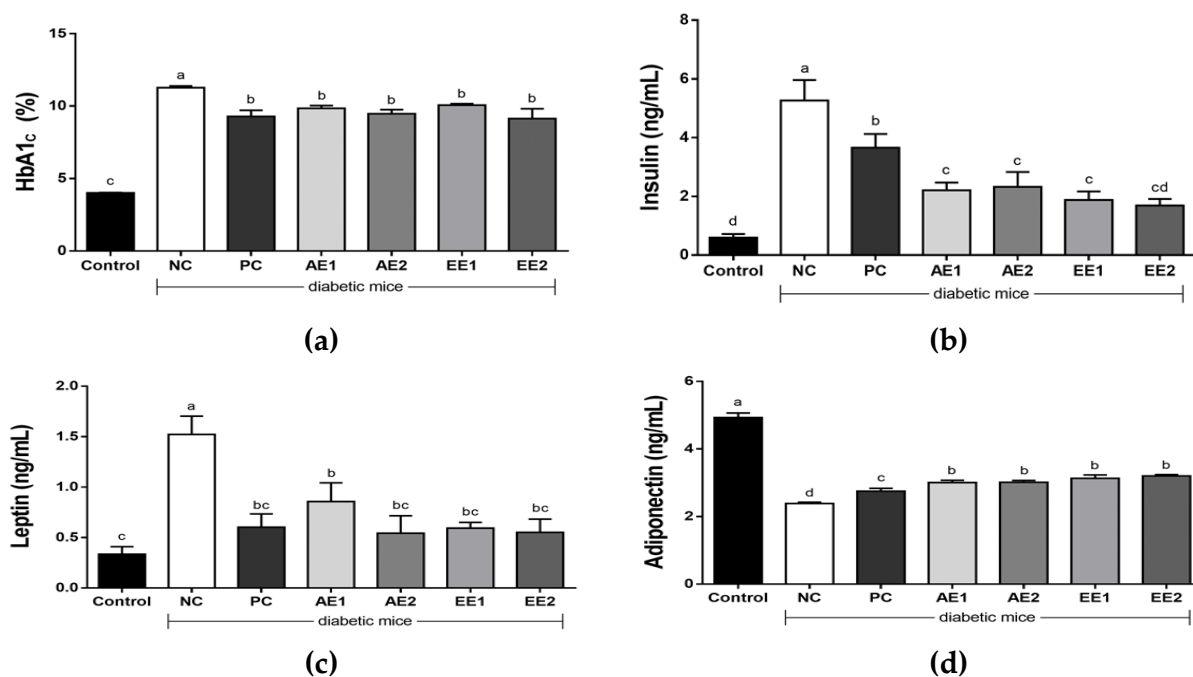 HbA1c (%)
15
10
5
0
a
b
b
b
b
b
c
Control NC PC AE1 AE2 EE1 EE2
diabetic mice
(a)
Insulin (ng/mL)
8
6
4
2
0
a
b
c
c
c
cd
d
Control NC PC AE1 AE2 EE1 EE2
diabetic mice
(b)
Leptin (ng/mL)
2.0
1.5
1.0
0.5
0.0
a
b
bc
bc
bc
bc
c
Control NC PC AE1 AE2 EE1 EE2
diabetic mice
(c)
Adiponectin (ng/mL)
6
4
2
0
a
b
b
b
b
c
d
Control NC PC AE1 AE2 EE1 EE2
diabetic mice
(d)